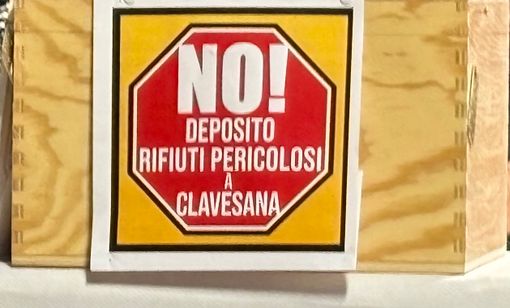 NO!
DEPOSITO
RIFIUTI PERICOLOSI
A
CLAVESANA